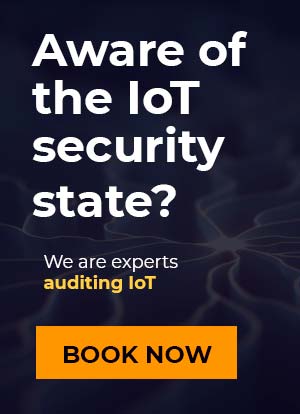 Aware of
the IoT
security
state?
We are experts
auditing IoT
BOOK NOW